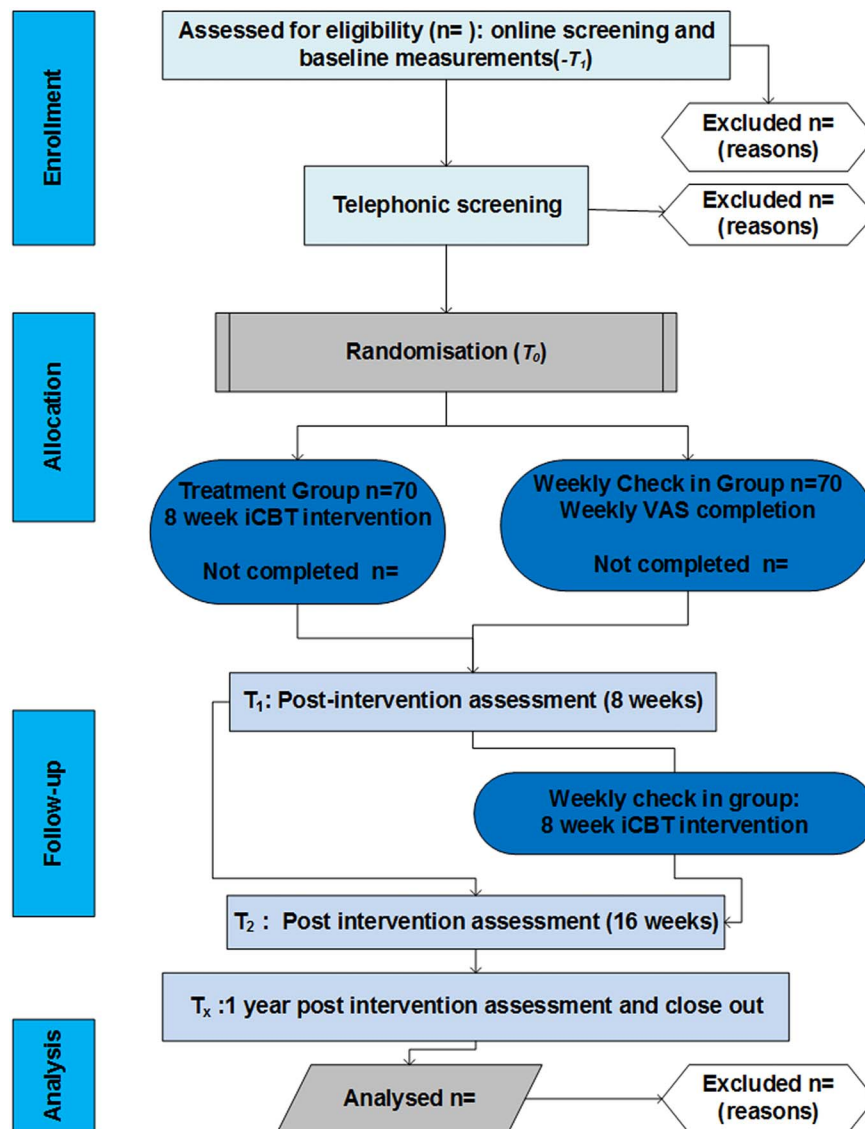 Enrollment
Assessed for eligibility (n= ): online screening and
baseline measurements(-T₁)
Excluded n=
(reasons)
Telephonic screening
Excluded n=
(reasons)
Allocation
Randomisation (T₀)
Treatment Group n=70
8 week iCBT intervention
Not completed n=
Weekly Check in Group n=70
Weekly VAS completion
Not completed n=
Follow-up
T₁: Post-intervention assessment (8 weeks)
Weekly check in group:
8 week iCBT intervention
T₂ : Post intervention assessment (16 weeks)
Analysis
Tₓ :1 year post intervention assessment and close out
Analysed n=
Excluded n=
(reasons)